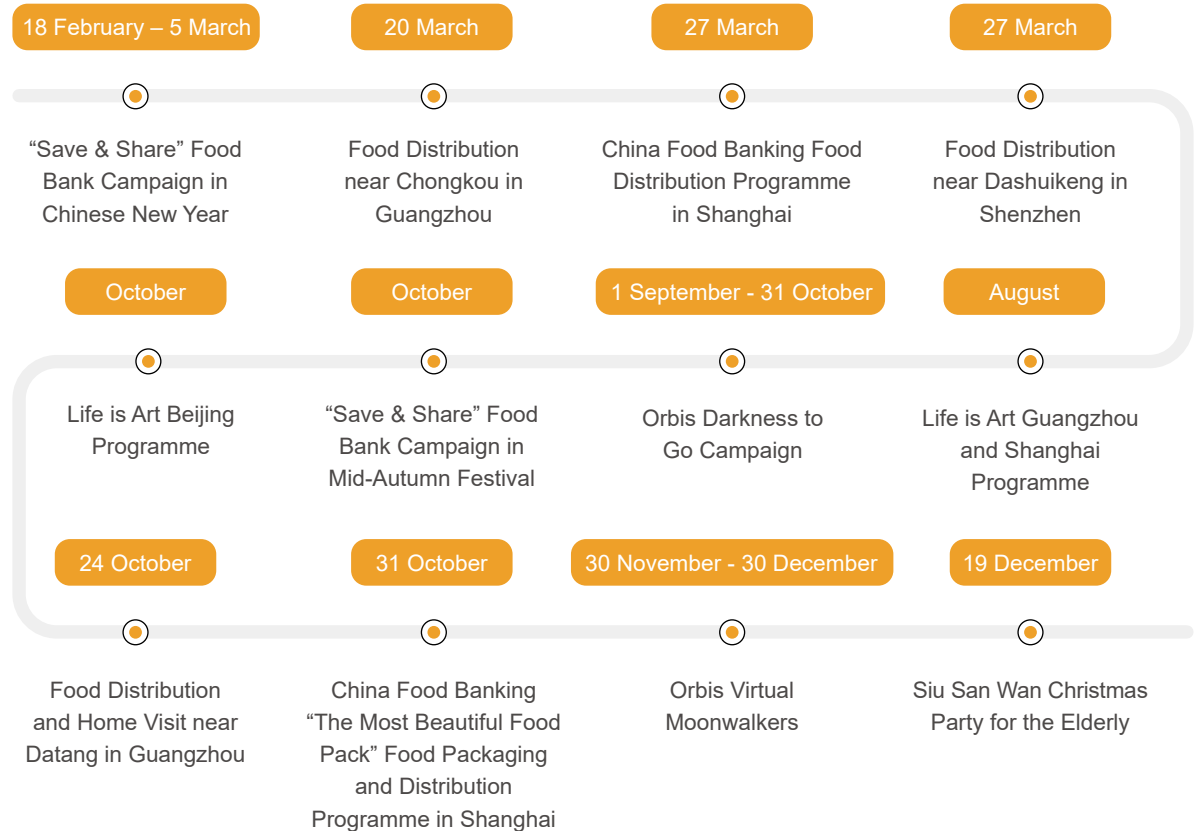 18 February – 5 March
“Save & Share” Food
Bank Campaign in
Chinese New Year
20 March
Food Distribution
near Chongkou in
Guangzhou
27 March
China Food Banking Food
Distribution Programme
in Shanghai
27 March
Food Distribution
near Dashuikeng in
Shenzhen
August
Life is Art Guangzhou
and Shanghai
Programme
1 September - 31 October
Orbis Darkness to
Go Campaign
October
“Save & Share” Food
Bank Campaign in
Mid-Autumn Festival
October
Life is Art Beijing
Programme
24 October
Food Distribution
and Home Visit near
Datang in Guangzhou
31 October
China Food Banking
“The Most Beautiful Food
Pack” Food Packaging
and Distribution
Programme in Shanghai
30 November - 30 December
Orbis Virtual
Moonwalkers
19 December
Siu San Wan Christmas
Party for the Elderly